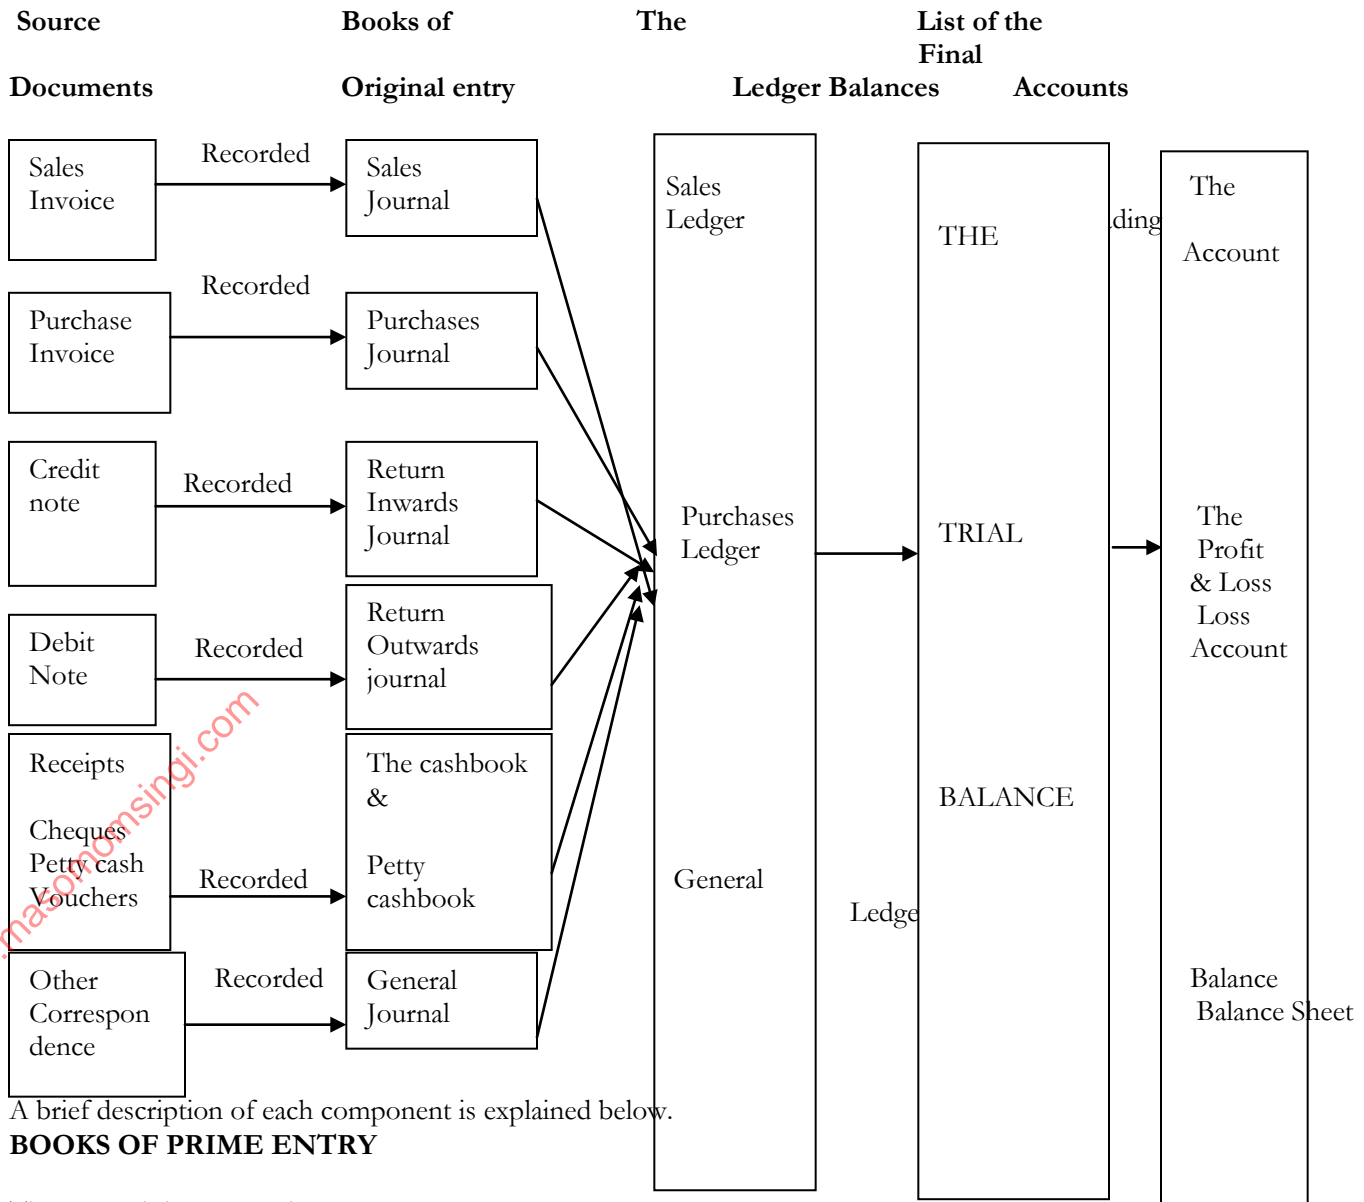 Source Books of The List of the
Final
Documents Original entry Ledger Balances Accounts
Sales
Invoice
Recorded
Sales
Journal
Purchase
Invoice
Recorded
Purchases
Journal
Credit
note
Recorded
Return
Inwards
Journal
Debit
Note
Recorded
Return
Outwards
journal
Receipts
Cheques
Petty cash
Vouchers
Recorded
The cashbook
&
Petty
cashbook
Other
Correspon
dence
Recorded
General
Journal
Sales
Ledger
Purchases
Ledger
General
Ledge
THE
TRIAL
BALANCE
The
ding
Account
The
Profit
& Loss
Loss
Account
Balance
Balance Sheet
A brief description of each component is explained below.
BOOKS OF PRIME ENTRY
.masomomsingi.com